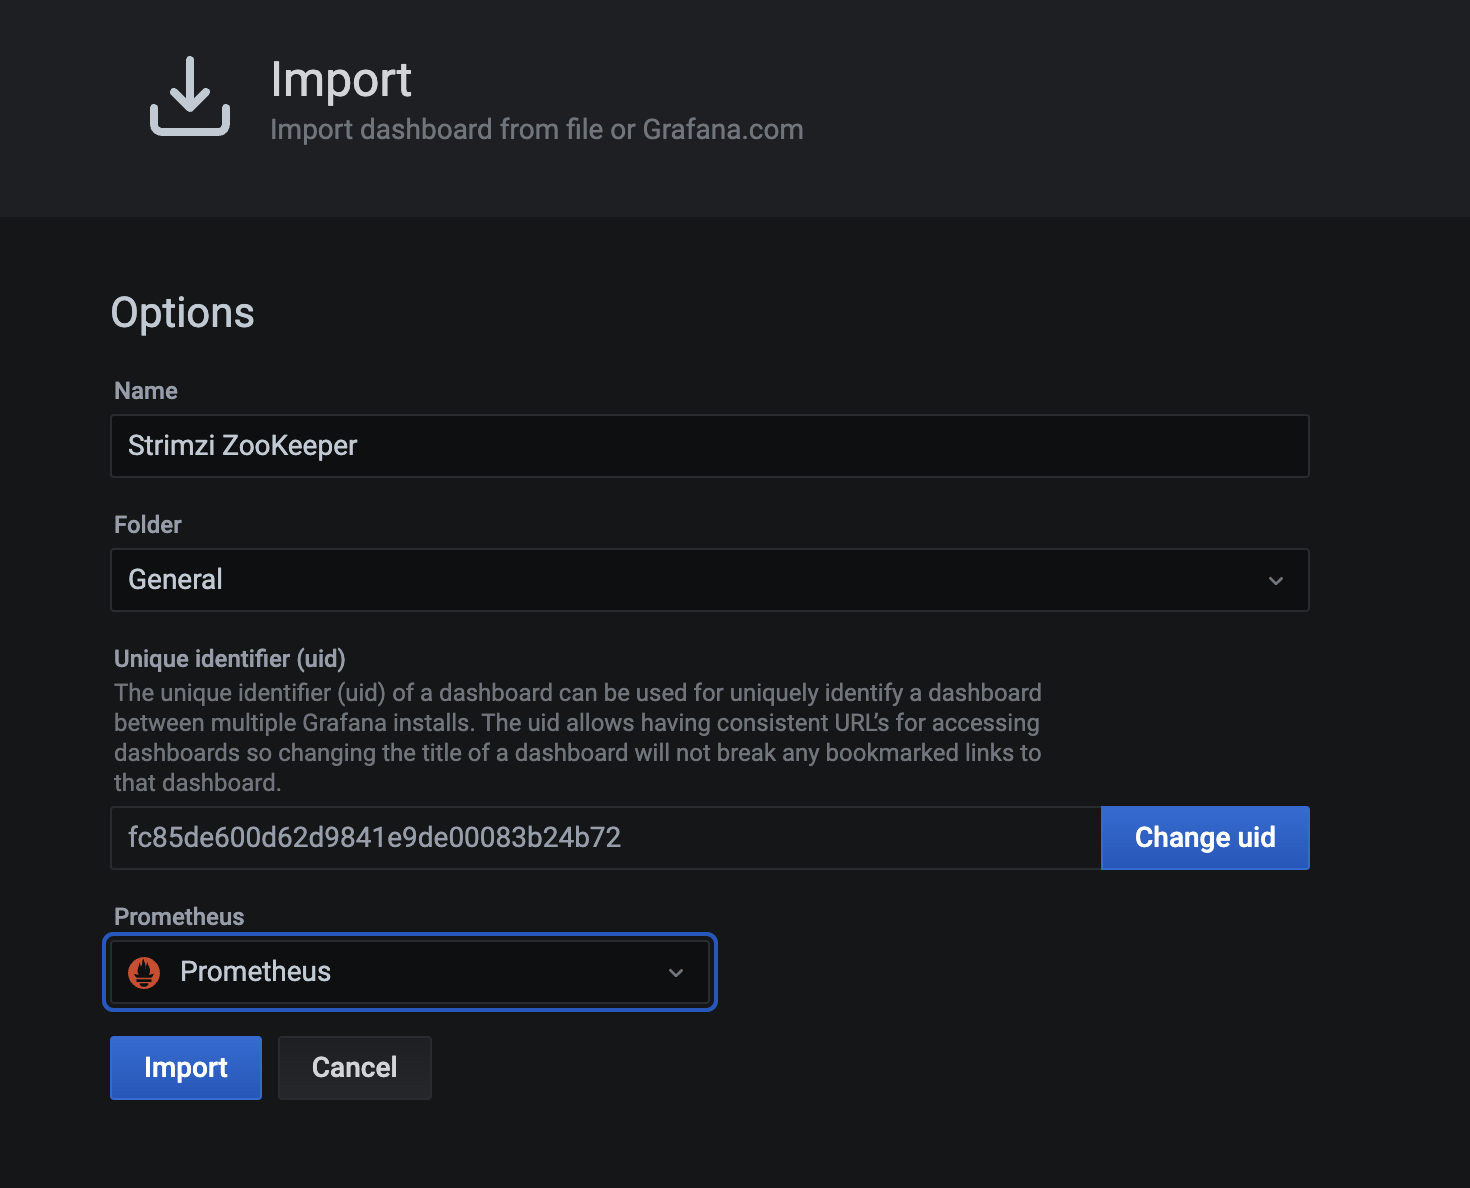 Import
Import dashboard from file or Grafana.com
Options
Name
Strimzi ZooKeeper
Folder
General
Unique identifier (uid)
The unique identifier (uid) of a dashboard can be used for uniquely identify a dashboard
between multiple Grafana installs. The uid allows having consistent URL’s for accessing
dashboards so changing the title of a dashboard will not break any bookmarked links to
that dashboard.
fc85de600d62d9841e9de00083b24b72
Change uid
Prometheus
Prometheus
Import
Cancel